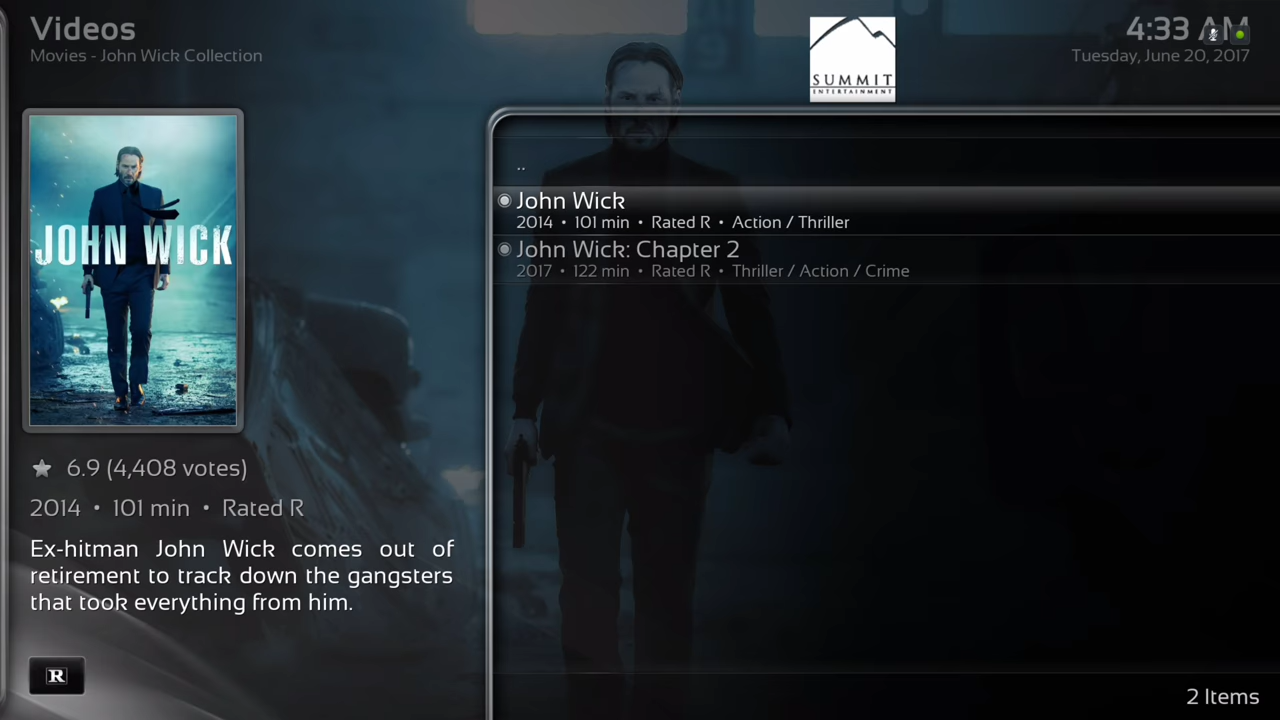 Videos
Movies - John Wick Collection
SUMMIT
ENTERTAINMENT
4:33 AM
Tuesday, June 20, 2017
JOHN WICK
..
John Wick
2014 • 101 min • Rated R • Action / Thriller
John Wick: Chapter 2
2017 • 122 min • Rated R • Thriller / Action / Crime
6.9 (4,408 votes)
2014 • 101 min • Rated R
Ex-hitman John Wick comes out of
retirement to track down the gangsters
that took everything from him.
R
2 Items